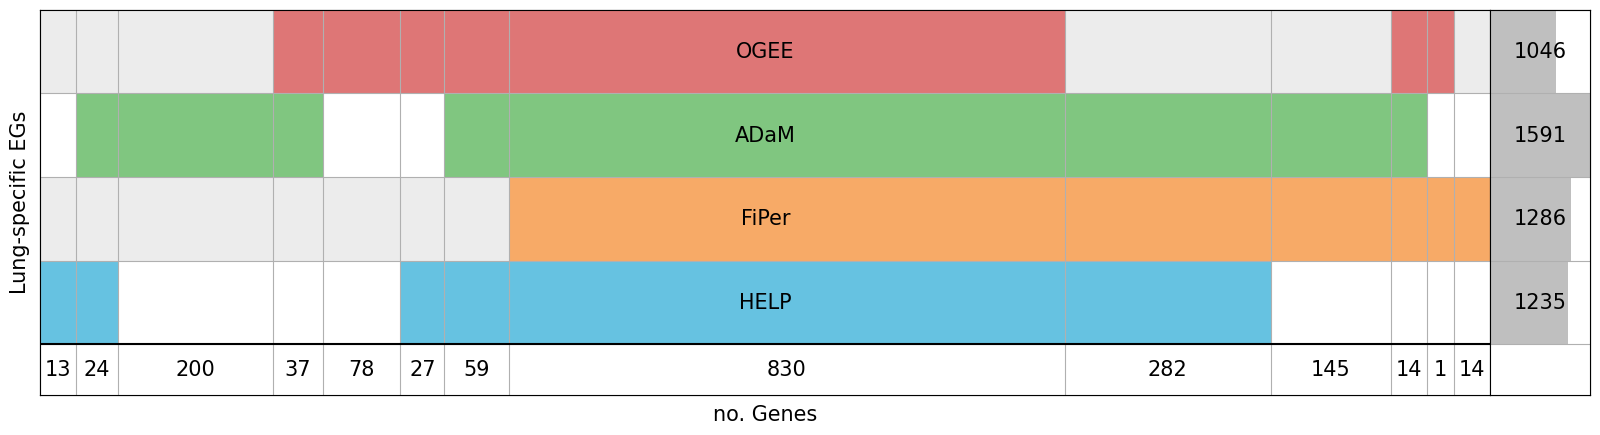 OGEE
1046
ADaM
1591
FiPer
1286
HELP
1235
Lung-specific EGs
13 24 200 37 78 27 59 830 282 145 14 1 14
no. Genes